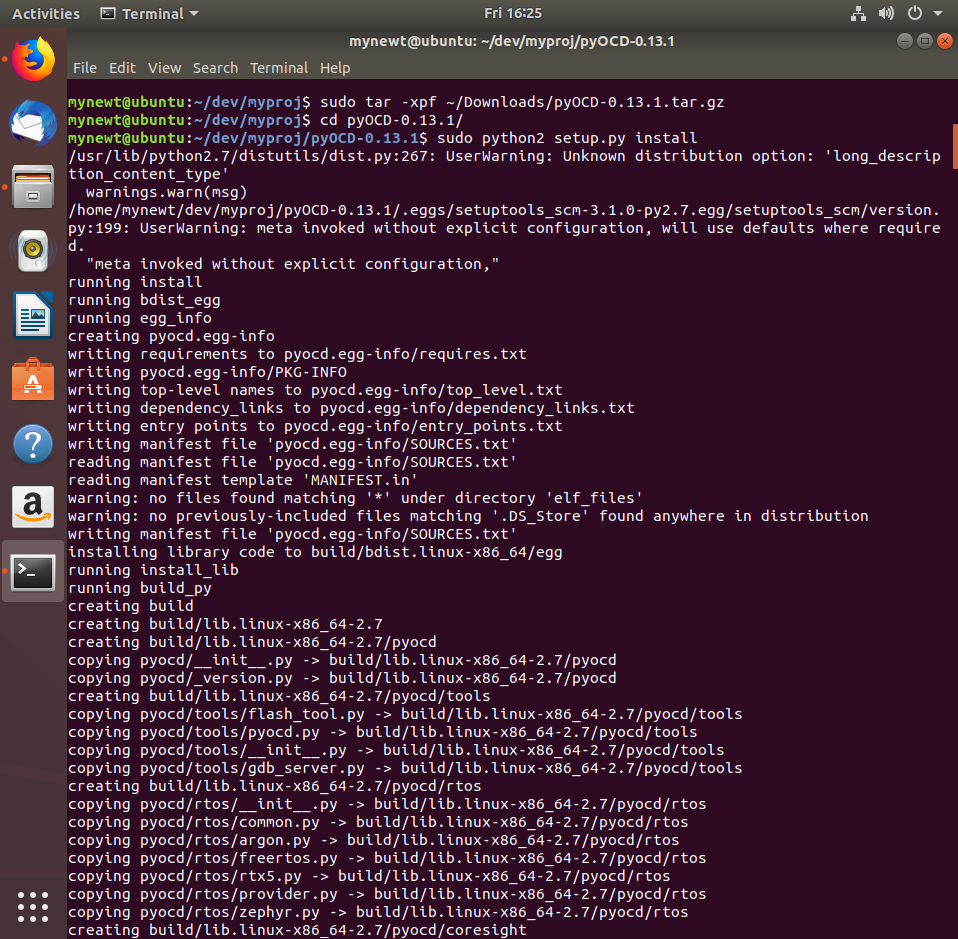 Activities Terminal Fri 16:25
mynewt@ubuntu: ~/dev/myproj/pyOCD-0.13.1
File Edit View Search Terminal Help
mynewt@ubuntu:~/dev/myproj$ sudo tar -xpf ~/Downloads/pyOCD-0.13.1.tar.gz
mynewt@ubuntu:~/dev/myproj$ cd pyOCD-0.13.1/
mynewt@ubuntu:~/dev/myproj/pyOCD-0.13.1$ sudo python2 setup.py install
/usr/lib/python2.7/distutils/dist.py:267: UserWarning: Unknown distribution option: 'long_descrip
tion_content_type'
  warnings.warn(msg)
/home/mynewt/dev/myproj/pyOCD-0.13.1/.eggs/setuptools_scm-3.1.0-py2.7.egg/setuptools_scm/version.
py:199: UserWarning: meta invoked without explicit configuration, will use defaults where require
d.
  "meta invoked without explicit configuration,"
running install
running bdist_egg
running egg_info
creating pyocd.egg-info
writing requirements to pyocd.egg-info/requires.txt
writing pyocd.egg-info/PKG-INFO
writing top-level names to pyocd.egg-info/top_level.txt
writing dependency_links to pyocd.egg-info/dependency_links.txt
writing entry points to pyocd.egg-info/entry_points.txt
writing manifest file 'pyocd.egg-info/SOURCES.txt'
reading manifest file 'pyocd.egg-info/SOURCES.txt'
reading manifest template 'MANIFEST.in'
warning: no files found matching '*' under directory 'elf_files'
warning: no previously-included files matching '.DS_Store' found anywhere in distribution
writing manifest file 'pyocd.egg-info/SOURCES.txt'
installing library code to build/bdist.linux-x86_64/egg
running install_lib
running build_py
creating build
creating build/lib.linux-x86_64-2.7
creating build/lib.linux-x86_64-2.7/pyocd
copying pyocd/__init__.py -> build/lib.linux-x86_64-2.7/pyocd
copying pyocd/_version.py -> build/lib.linux-x86_64-2.7/pyocd
creating build/lib.linux-x86_64-2.7/pyocd/tools
copying pyocd/tools/flash_tool.py -> build/lib.linux-x86_64-2.7/pyocd/tools
copying pyocd/tools/pyocd.py -> build/lib.linux-x86_64-2.7/pyocd/tools
copying pyocd/tools/__init__.py -> build/lib.linux-x86_64-2.7/pyocd/tools
copying pyocd/tools/gdb_server.py -> build/lib.linux-x86_64-2.7/pyocd/tools
creating build/lib.linux-x86_64-2.7/pyocd/rtos
copying pyocd/rtos/__init__.py -> build/lib.linux-x86_64-2.7/pyocd/rtos
copying pyocd/rtos/common.py -> build/lib.linux-x86_64-2.7/pyocd/rtos
copying pyocd/rtos/argon.py -> build/lib.linux-x86_64-2.7/pyocd/rtos
copying pyocd/rtos/freertos.py -> build/lib.linux-x86_64-2.7/pyocd/rtos
copying pyocd/rtos/rtx5.py -> build/lib.linux-x86_64-2.7/pyocd/rtos
copying pyocd/rtos/provider.py -> build/lib.linux-x86_64-2.7/pyocd/rtos
copying pyocd/rtos/zephyr.py -> build/lib.linux-x86_64-2.7/pyocd/rtos
creating build/lib.linux-x86_64-2.7/pyocd/coresight